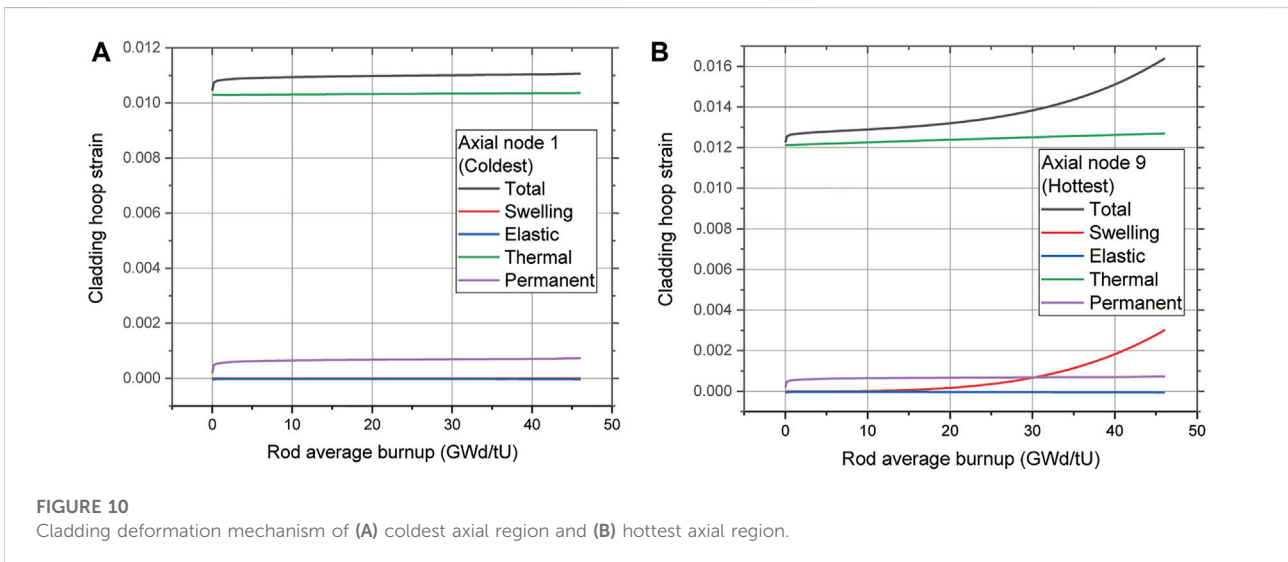 A
0.012
0.010
0.008
0.006
0.004
0.002
0.000
Cladding hoop strain
Axial node 1
(Coldest)
Total
Swelling
Elastic
Thermal
Permanent
0
10
20
30
40
50
Rod average burnup (GWd/tU)
B
0.016
0.014
0.012
0.010
0.008
0.006
0.004
0.002
0.000
Cladding hoop strain
Axial node 9
(Hottest)
Total
Swelling
Elastic
Thermal
Permanent
0
10
20
30
40
50
Rod average burnup (GWd/tU)
FIGURE 10
Cladding deformation mechanism of (A) coldest axial region and (B) hottest axial region.